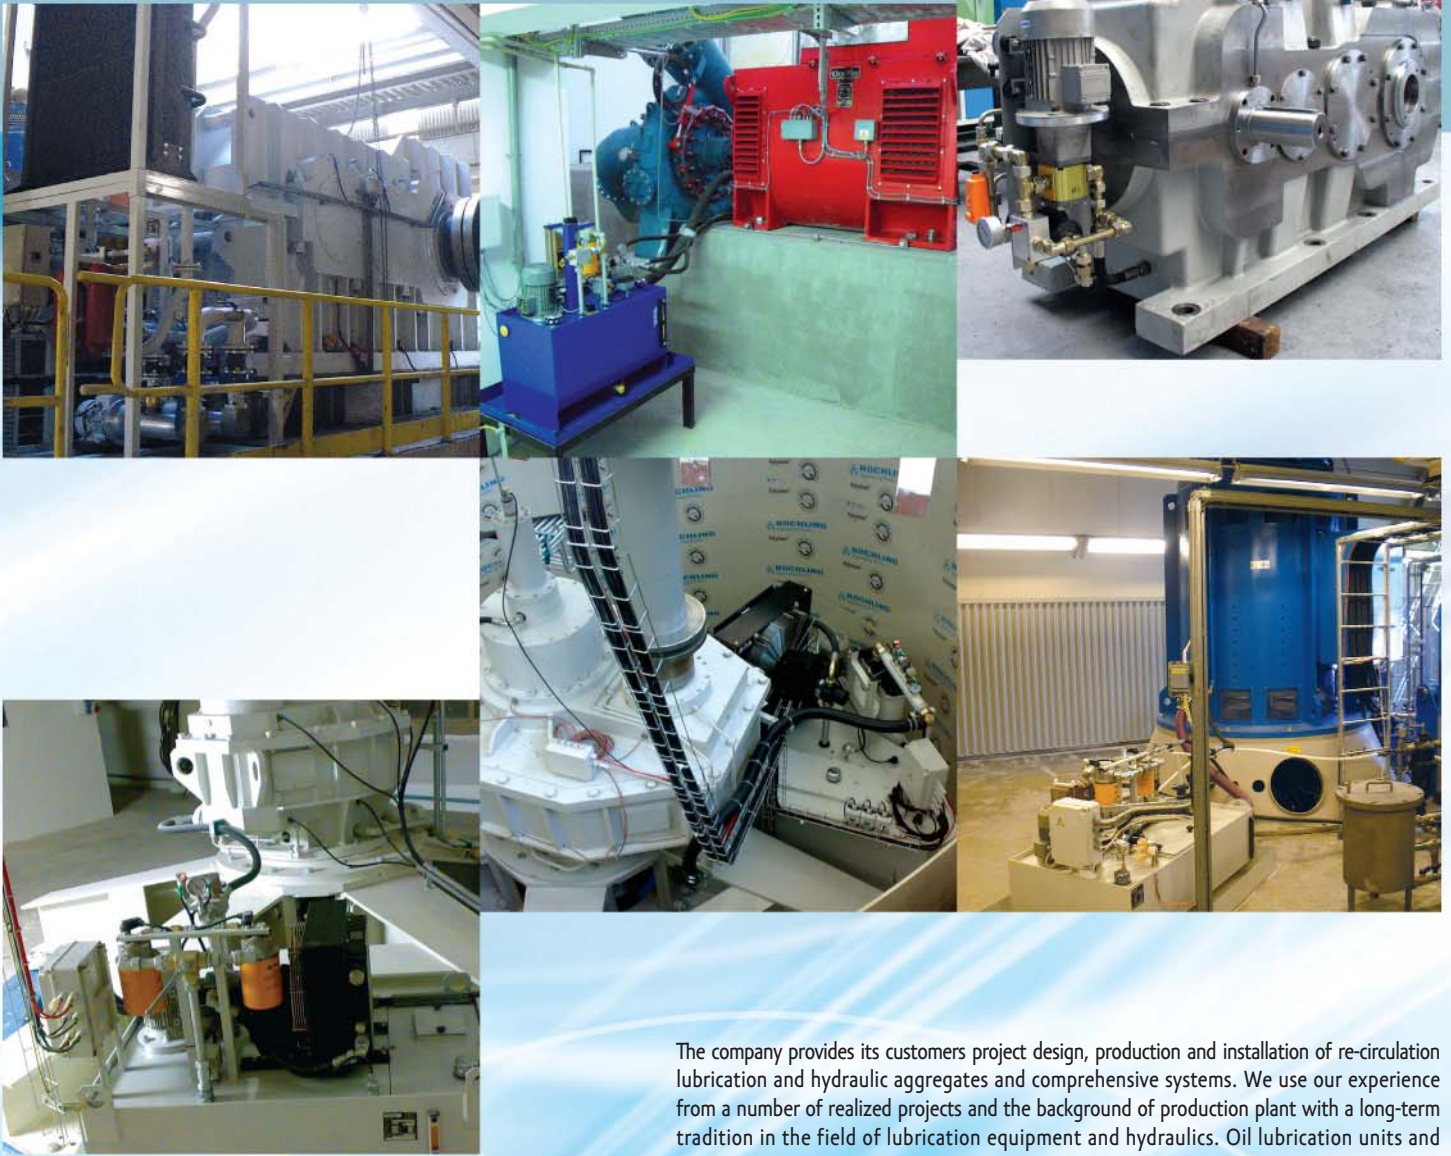 RÖCHLING
The company provides its customers project design, production and installation of re-circulation
lubrication and hydraulic aggregates and comprehensive systems. We use our experience
from a number of realized projects and the background of production plant with a long-term
tradition in the field of lubrication equipment and hydraulics. Oil lubrication units and